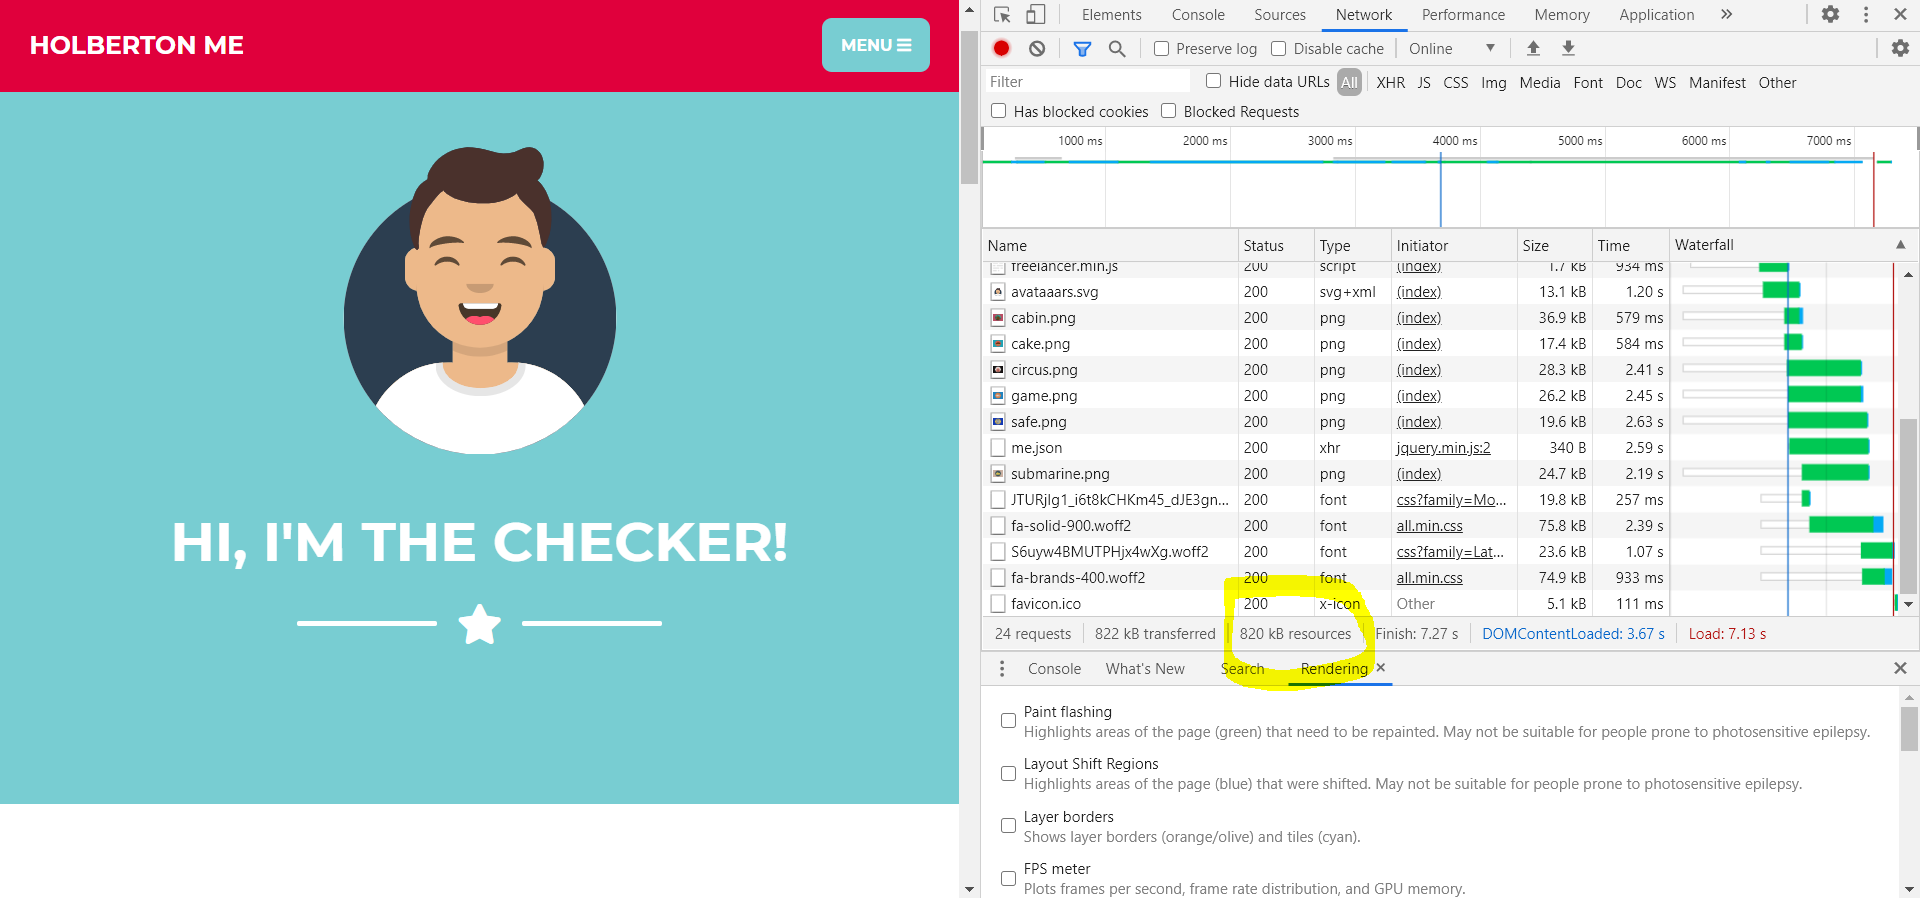 HOLBERTON ME
MENU
HI, I'M THE CHECKER!
Elements Console Sources Network Performance Memory Application »
Preserve log Disable cache Online
Filter Hide data URLs All XHR JS CSS Img Media Font Doc WS Manifest Other
Has blocked cookies Blocked Requests
1000 ms 2000 ms 3000 ms 4000 ms 5000 ms 6000 ms 7000 ms
Name Status Type Initiator Size Time Waterfall
freelancer.min.js 200 script (index) 1.7 kB 934 ms
avataaars.svg 200 svg+xml (index) 13.1 kB 1.20 s
cabin.png 200 png (index) 36.9 kB 579 ms
cake.png 200 png (index) 17.4 kB 584 ms
circus.png 200 png (index) 28.3 kB 2.41 s
game.png 200 png (index) 26.2 kB 2.45 s
safe.png 200 png (index) 19.6 kB 2.63 s
me.json 200 xhr jquery.min.js:2 340 B 2.59 s
submarine.png 200 png (index) 24.7 kB 2.19 s
JTURjIg1_i6t8kCHKm45_dJE3gn... 200 font css?family=Mo... 19.8 kB 257 ms
fa-solid-900.woff2 200 font all.min.css 75.8 kB 2.39 s
S6uyw4BMUTPHjx4wXg.woff2 200 font css?family=Lat... 23.6 kB 1.07 s
fa-brands-400.woff2 200 font all.min.css 74.9 kB 933 ms
favicon.ico 200 x-icon Other 5.1 kB 111 ms
24 requests 822 kB transferred 820 kB resources Finish: 7.27 s DOMContentLoaded: 3.67 s Load: 7.13 s
Console What's New Search Rendering
Paint flashing
Highlights areas of the page (green) that need to be repainted. May not be suitable for people prone to photosensitive epilepsy.
Layout Shift Regions
Highlights areas of the page (blue) that were shifted. May not be suitable for people prone to photosensitive epilepsy.
Layer borders
Shows layer borders (orange/olive) and tiles (cyan).
FPS meter
Plots frames per second, frame rate distribution, and GPU memory.